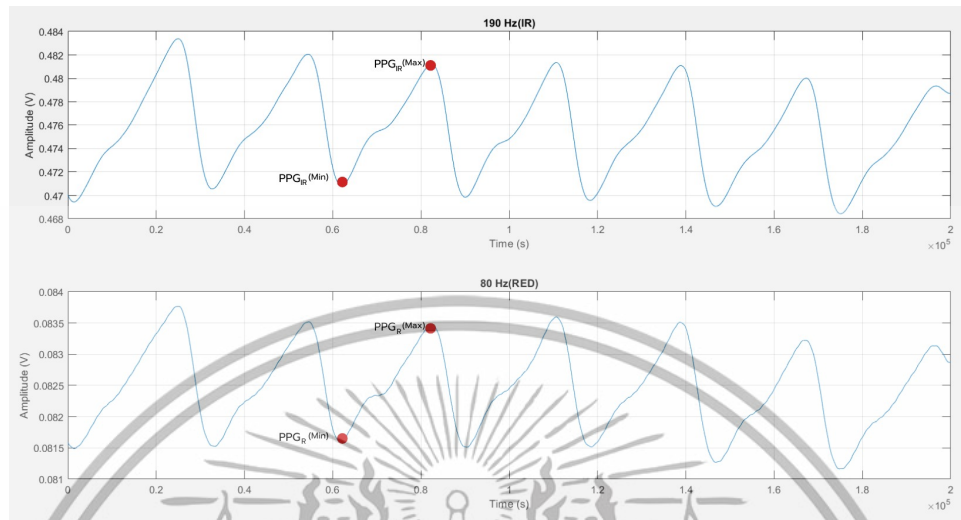 190 Hz(IR)
0.484
0.482
0.48
0.478
0.476
0.474
0.472
0.47
0.468
Amplitude (V)
PPG_IR (Max)
PPG_IR (Min)
0 0.2 0.4 0.6 0.8 1 1.2 1.4 1.6 1.8 2
Time (s)
×10^5
80 Hz(RED)
0.084
0.0835
0.083
0.0825
0.082
0.0815
0.081
Amplitude (V)
PPG_R (Max)
PPG_R (Min)
0 0.2 0.4 0.6 0.8 1 1.2 1.4 1.6 1.8 2
Time (s)
×10^5